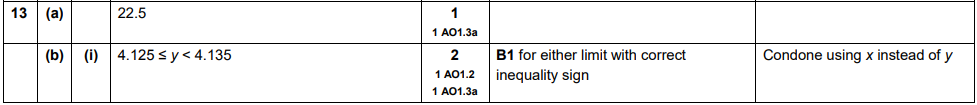 13 (a) 22.5 1
1 AO1.3a
(b) (i) 4.125 ≤ y < 4.135 2 B1 for either limit with correct Condone using x instead of y
1 AO1.2 inequality sign
1 AO1.3a